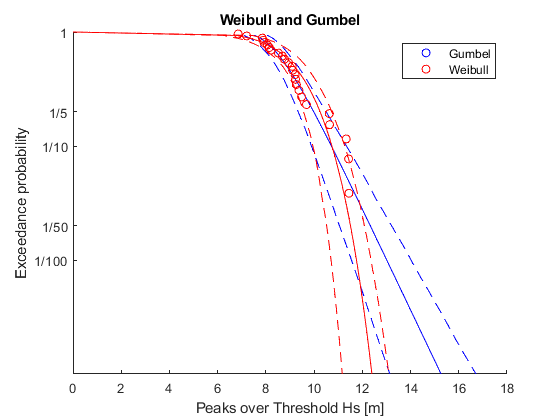 Weibull and Gumbel
Gumbel
Weibull
1
1/5
1/10
1/50
1/100
Exceedance probability
0 2 4 6 8 10 12 14 16 18
Peaks over Threshold Hs [m]